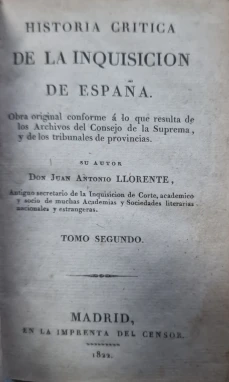 HISTORIA CRITICA
DE LA INQUISICION
DE ESPAÑA.
Obra original conforme á lo que resulta de
los Archivos del Consejo de la Suprema,
y de los tribunales de provincias.
SU AUTOR
DON JUAN ANTONIO LLORENTE,
Antiguo secretario de la Inquisicion de Corte, academico
y socio de muchas Academias y Sociedades literarias
nacionales y estrangeras.
TOMO SEGUNDO.
MADRID,
EN LA IMPRENTA DEL CENSOR.
1822.